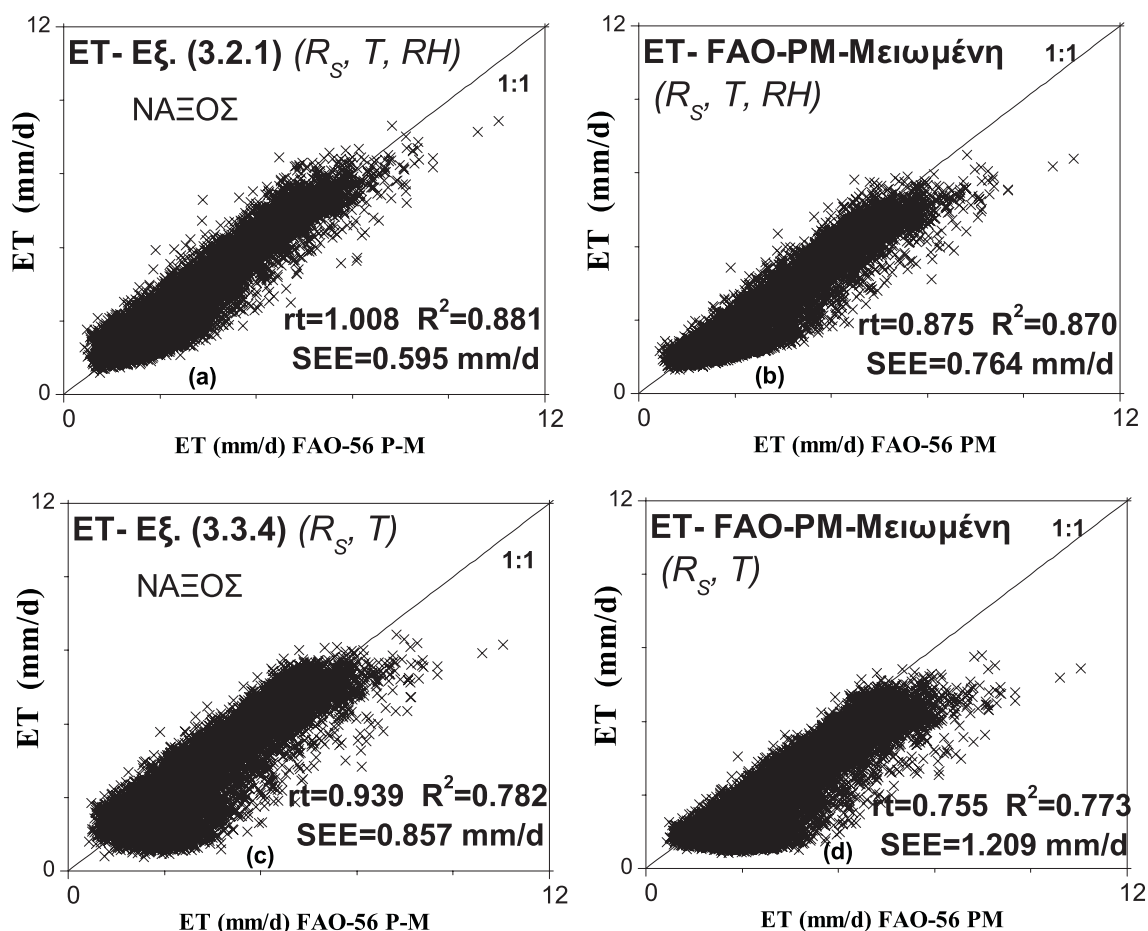 12
ET- Εξ. (3.2.1) (R_S, T, RH)
1:1
ΝΑΞΟΣ
ET (mm/d)
rt=1.008 R²=0.881
SEE=0.595 mm/d
(a)
0
0
12
ET (mm/d) FAO-56 P-M
12
ET- FAO-PM-Μειωμένη
1:1
(R_S, T, RH)
ET (mm/d)
rt=0.875 R²=0.870
SEE=0.764 mm/d
(b)
0
0
12
ET (mm/d) FAO-56 PM
12
ET- Εξ. (3.3.4) (R_S, T)
1:1
ΝΑΞΟΣ
ET (mm/d)
rt=0.939 R²=0.782
SEE=0.857 mm/d
(c)
0
0
12
ET (mm/d) FAO-56 P-M
12
ET- FAO-PM-Μειωμένη
1:1
(R_S, T)
ET (mm/d)
rt=0.755 R²=0.773
SEE=1.209 mm/d
(d)
0
0
12
ET (mm/d) FAO-56 PM